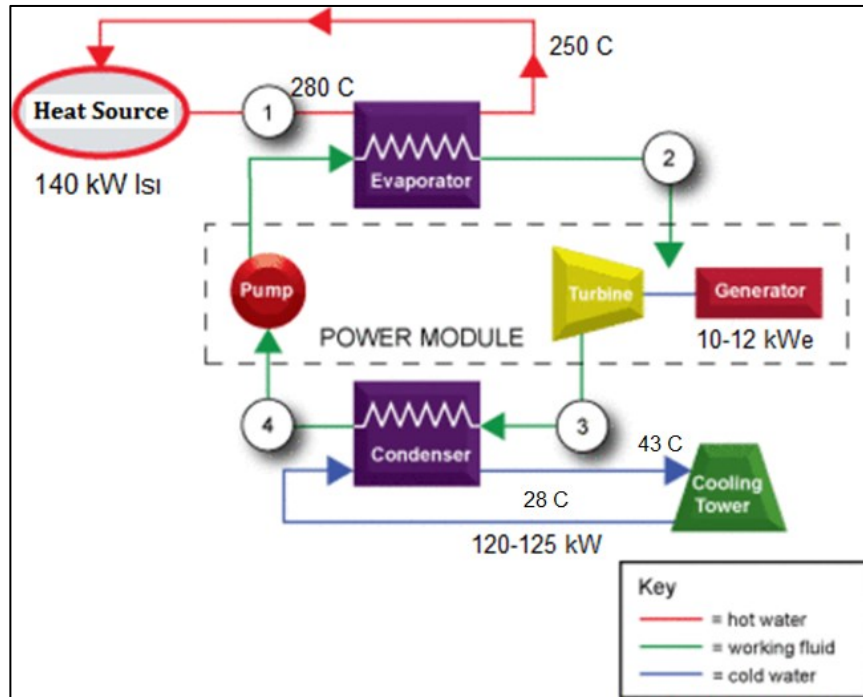 250 C
280 C
Heat Source
1
2
Evaporator
140 kW Isı
Pump
Turbine
Generator
POWER MODULE
10-12 kWe
4
3
43 C
Condenser
Cooling
Tower
28 C
120-125 kW
Key
= hot water
= working fluid
= cold water